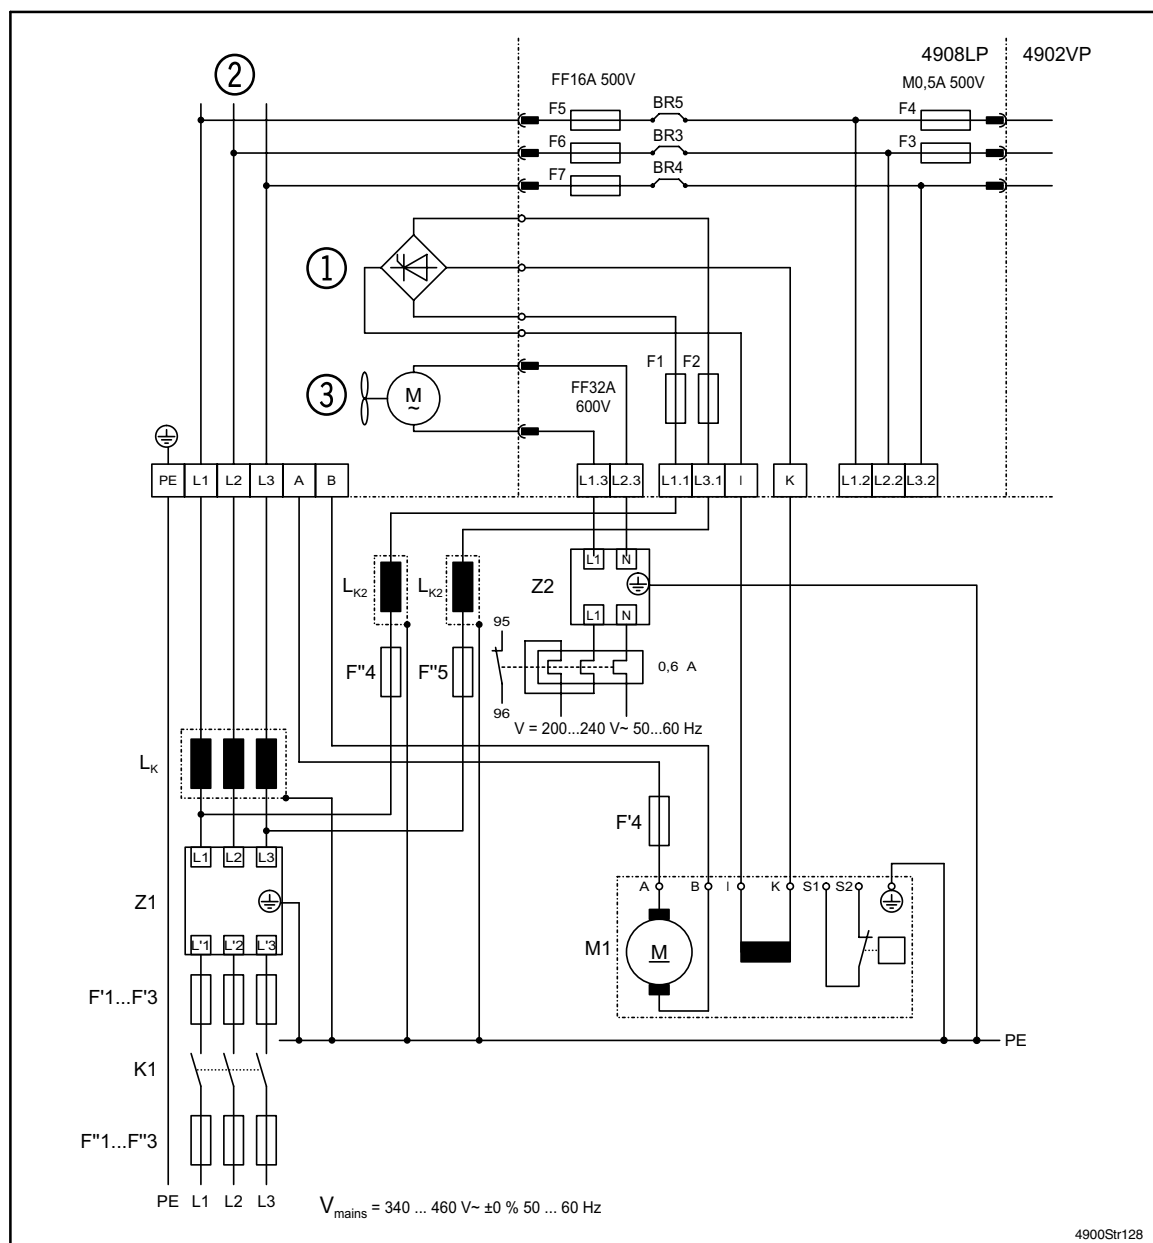 4908LP 4902VP
②
FF16A 500V M0,5A 500V
F5 BR5 F4
F6 BR3 F3
F7 BR4
①
F1 F2
③ M ~ FF32A
600V
PE L1 L2 L3 A B L1.3 L2.3 L1.1 L3.1 I K L1.2 L2.2 L3.2
L1 N
LK2 LK2 Z2
L1 N
95
F"4 F"5 0,6 A
96
V = 200...240 V~ 50...60 Hz
LK
F'4
L1 L2 L3
A B I K S1 S2
Z1
L'1 L'2 L'3
M1 M
F'1...F'3
PE
K1
F"1...F"3
PE L1 L2 L3
Vmains = 340 ... 460 V~ ±0 % 50 ... 60 Hz
4900Str128